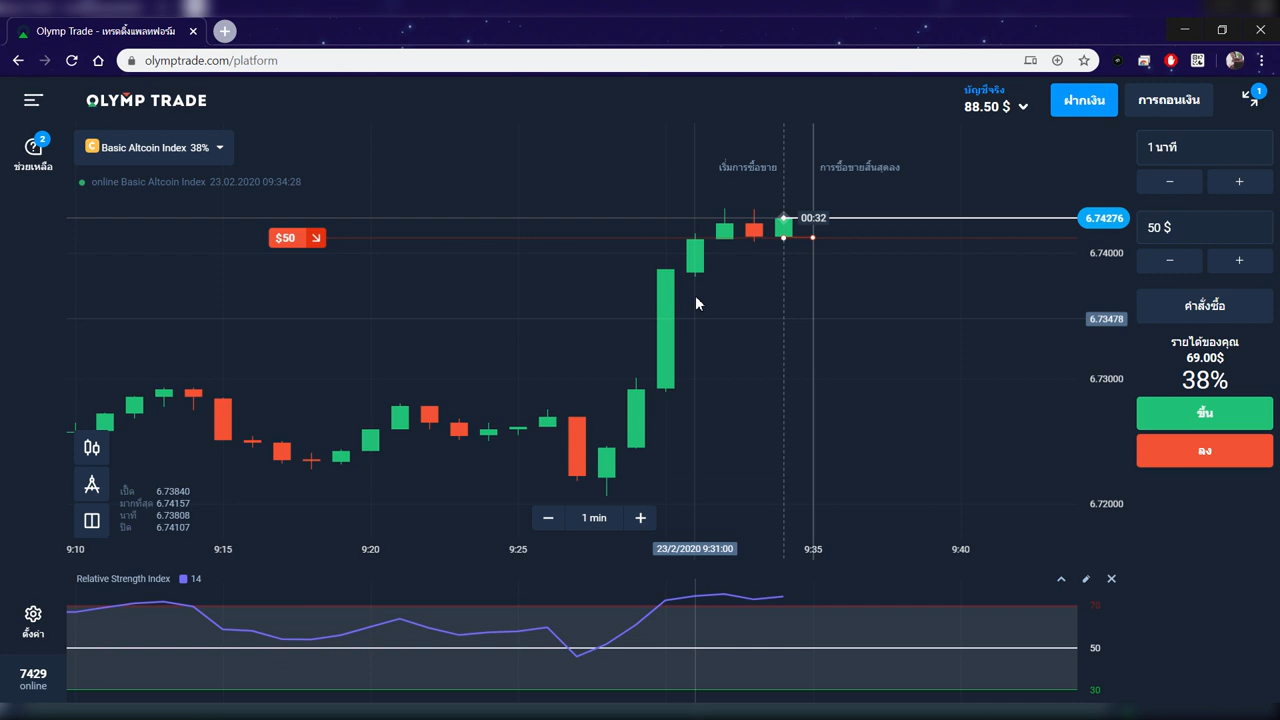 Olymp Trade - เทรดดิ้งแพลทฟอร์ม
olymptrade.com/platform
OLYMP TRADE
บัญชีจริง
88.50 $
ฝากเงิน
การถอนเงิน
1
2
ช่วยเหลือ
Basic Altcoin Index 38%
online Basic Altcoin Index 23.02.2020 09:34:28
เริ่มการซื้อขาย
การซื้อขายสิ้นสุดลง
1 นาที
− +
$50
00:32
6.74276
50 $
− +
6.74000
6.73478
6.73000
6.72000
คำสั่งซื้อ
รายได้ของคุณ
69.00$
38%
ขึ้น
ลง
เปิด 6.73840
มากที่สุด 6.74157
นาที 6.73808
ปิด 6.74107
− 1 min +
9:10 9:15 9:20 9:25 23/2/2020 9:31:00 9:35 9:40
Relative Strength Index 14
70
50
30
ตั้งค่า
7429
online